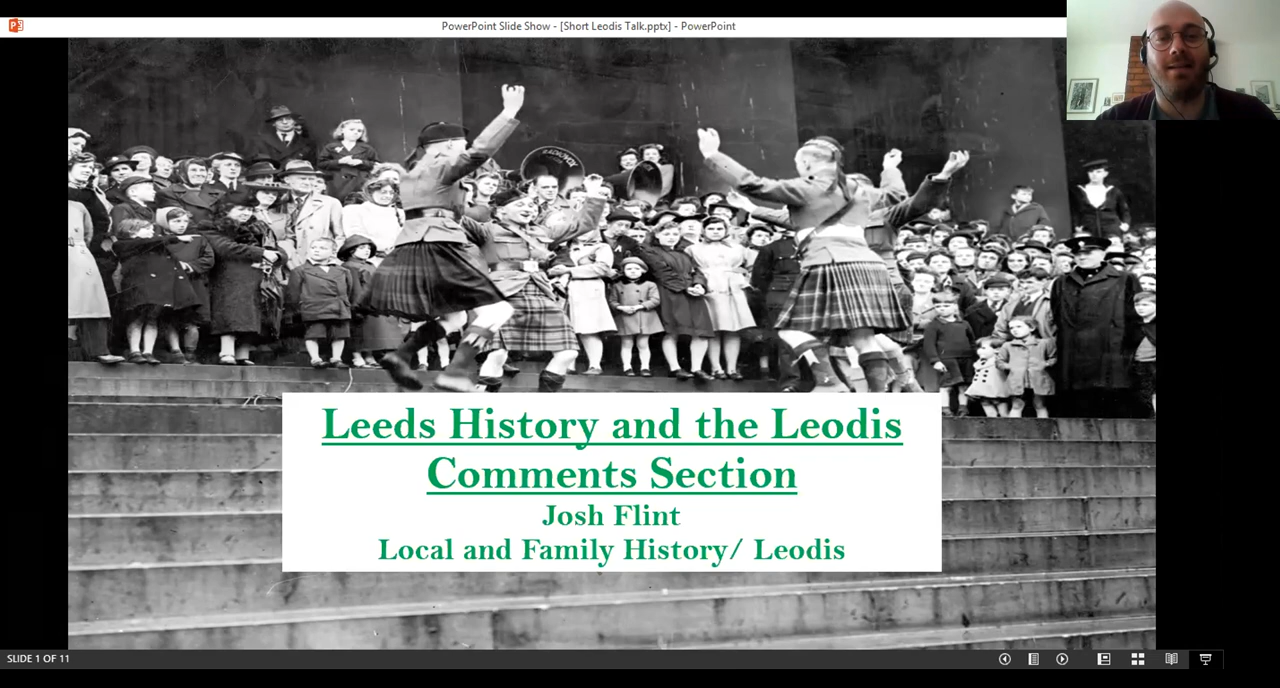 PowerPoint Slide Show - [Short Leodis Talk.pptx] - PowerPoint
RADIOVOX
Leeds History and the Leodis
Comments Section
Josh Flint
Local and Family History/ Leodis
SLIDE 1 OF 11